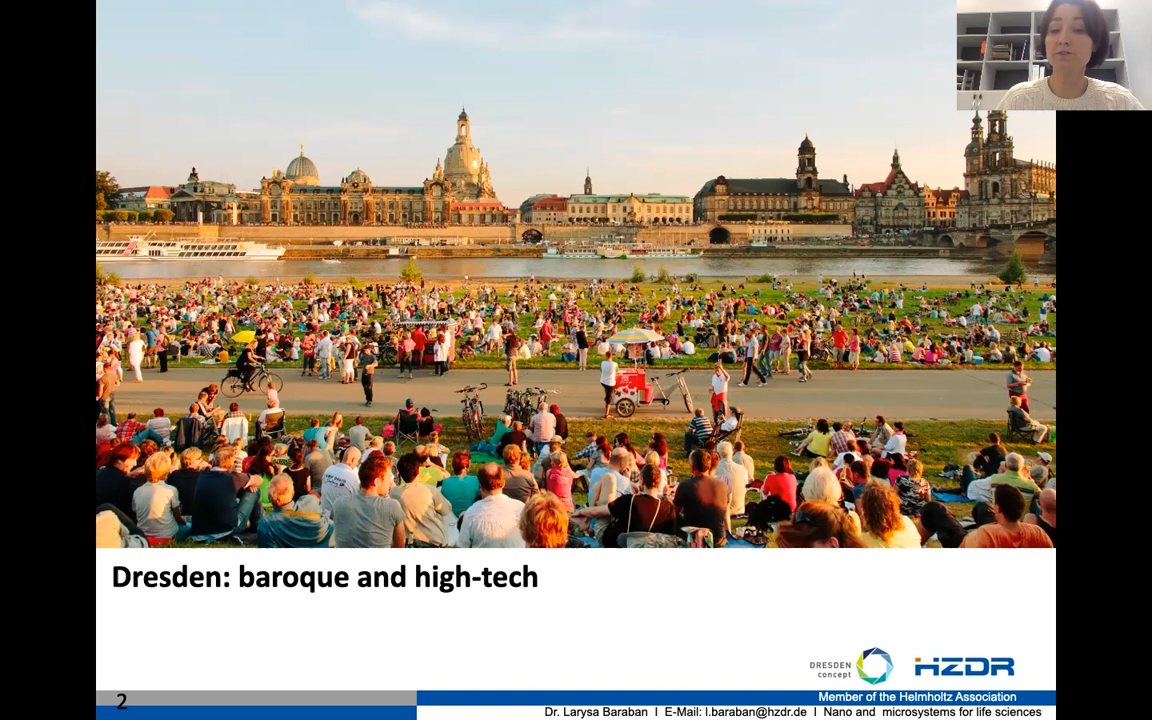 Dresden: baroque and high-tech
DRESDEN
concept
HZDR
2
Member of the Helmholtz Association
Dr. Larysa Baraban I E-Mail: l.baraban@hzdr.de I Nano and microsystems for life sciences